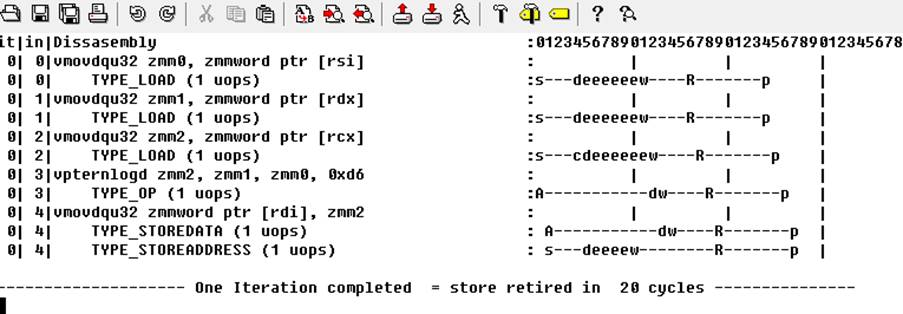 it|in|Dissasembly :012345678901234567890123456789012345678
0| 0|vmovdqu32 zmm0, zmmword ptr [rsi] : | | |
0| 0| TYPE_LOAD (1 uops) :s---deeeeeew----R-------p |
0| 1|vmovdqu32 zmm1, zmmword ptr [rdx] : | | |
0| 1| TYPE_LOAD (1 uops) :s---deeeeeew----R-------p |
0| 2|vmovdqu32 zmm2, zmmword ptr [rcx] : | | |
0| 2| TYPE_LOAD (1 uops) :s---cdeeeeeew----R-------p |
0| 3|vpternlogd zmm2, zmm1, zmm0, 0xd6 : | | |
0| 3| TYPE_OP (1 uops) :A-----------dw----R-------p |
0| 4|vmovdqu32 zmmword ptr [rdi], zmm2 : | | |
0| 4| TYPE_STOREDATA (1 uops) : A-----------dw----R-------p |
0| 4| TYPE_STOREADDRESS (1 uops) : s---deeeew--------R-------p |
-------------------- One Iteration completed = store retired in 20 cycles ---------------